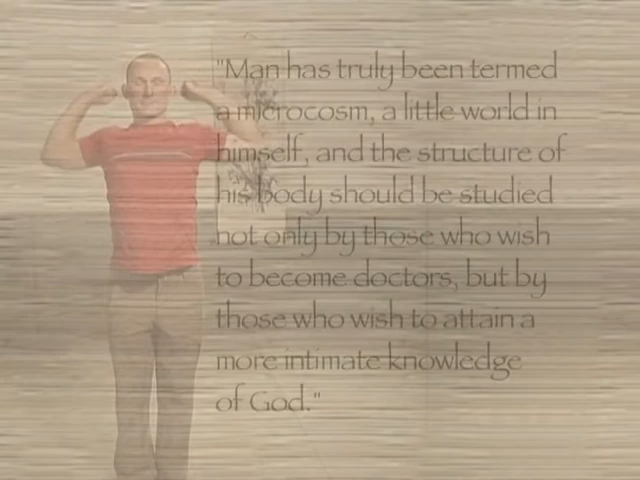 "Man has truly been termed
a microcosm, a little world in
himself, and the structure of
his body should be studied
not only by those who wish
to become doctors, but by
those who wish to attain a
more intimate knowledge
of God."